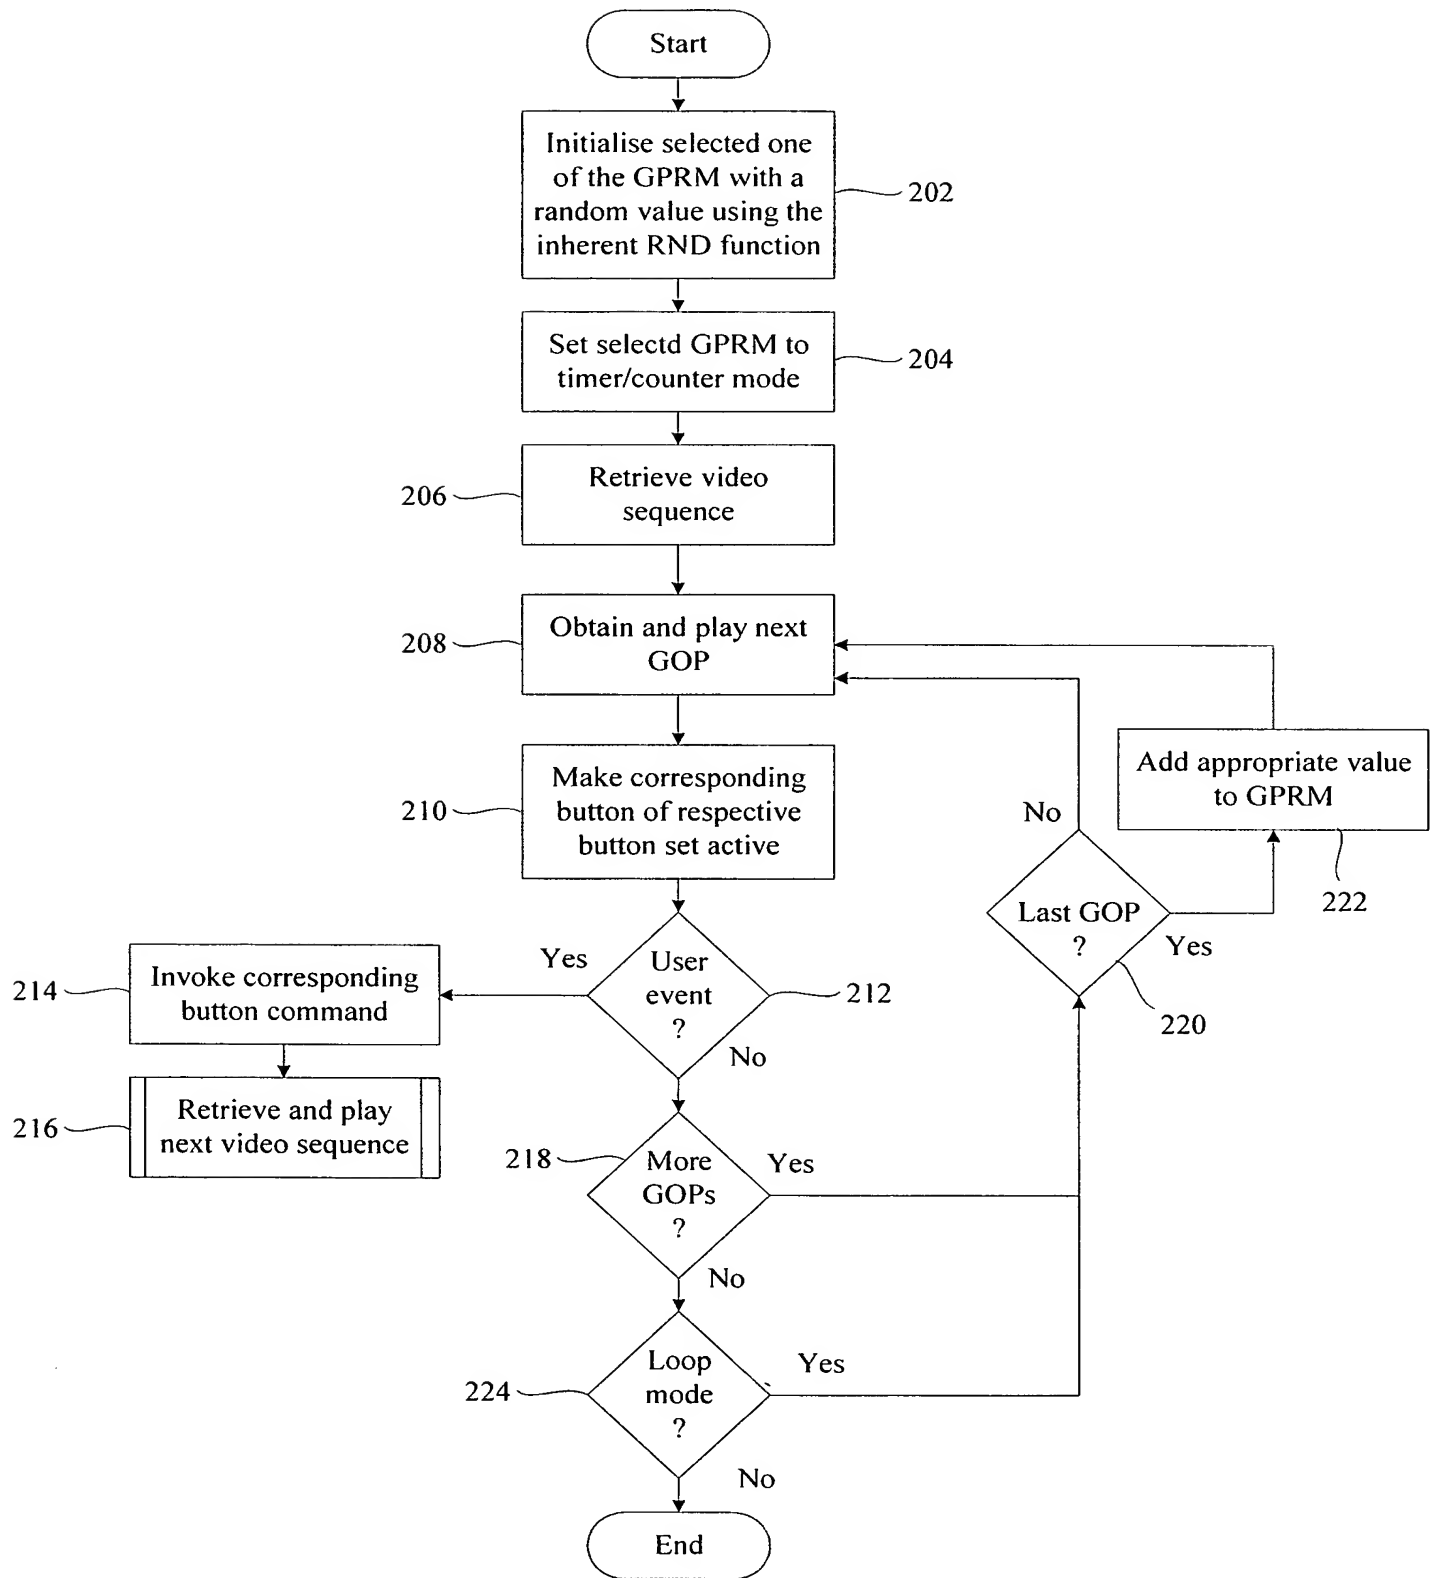 Start
Initialise selected one
of the GPRM with a
random value using the
inherent RND function
202
Set selectd GPRM to
timer/counter mode
204
Retrieve video
sequence
206
Obtain and play next
GOP
208
Make corresponding
button of respective
button set active
210
Add appropriate value
to GPRM
222
No
Last GOP
?
Yes
220
User
event
?
212
Yes
No
Invoke corresponding
button command
214
Retrieve and play
next video sequence
216
More
GOPs
?
218
Yes
No
Loop
mode
?
224
Yes
No
End